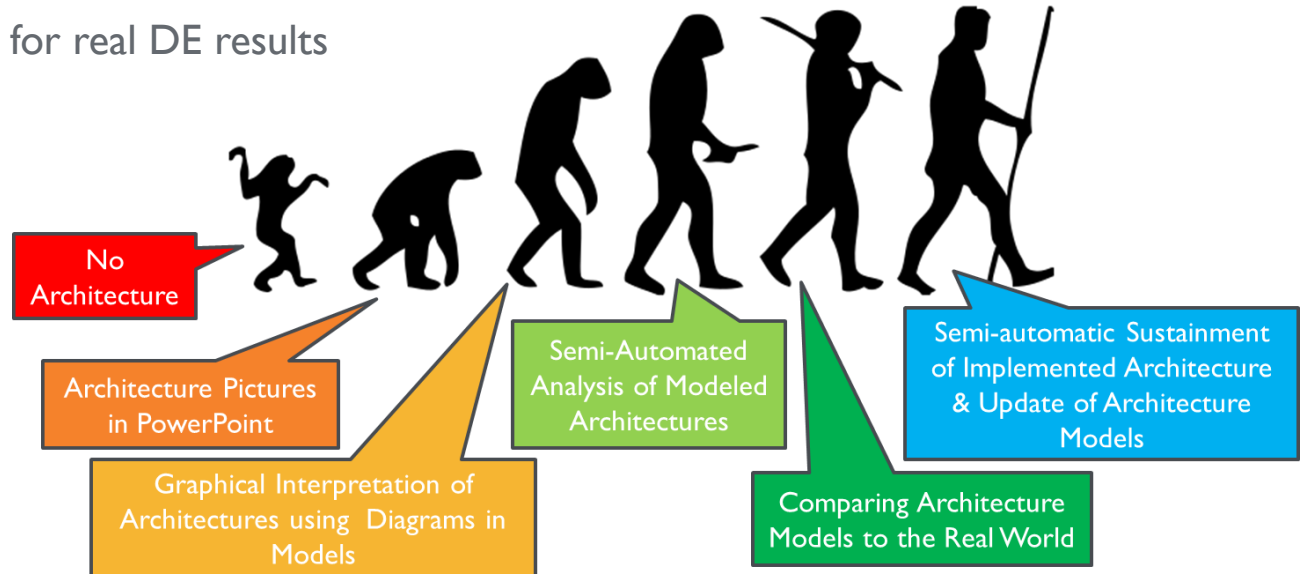 for real DE results
No
Architecture
Architecture Pictures
in PowerPoint
Graphical Interpretation of
Architectures using Diagrams in
Models
Semi-Automated
Analysis of Modeled
Architectures
Comparing Architecture
Models to the Real World
Semi-automatic Sustainment
of Implemented Architecture
& Update of Architecture
Models